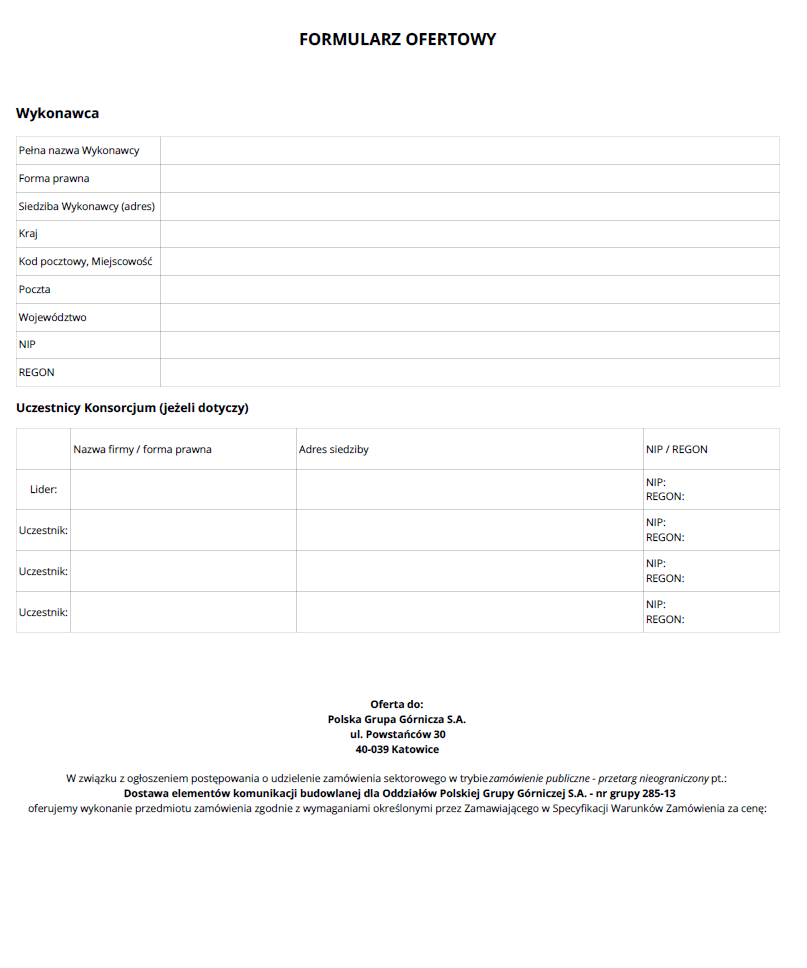 FORMULARZ OFERTOWY
Wykonawca
Pełna nazwa Wykonawcy
Forma prawna
Siedziba Wykonawcy (adres)
Kraj
Kod pocztowy, Miejscowość
Poczta
Województwo
NIP
REGON
Uczestnicy Konsorcjum (jeżeli dotyczy)
Nazwa firmy / forma prawna Adres siedziby NIP / REGON
Lider: NIP:
REGON:
Uczestnik: NIP:
REGON:
Uczestnik: NIP:
REGON:
Uczestnik: NIP:
REGON:
Oferta do:
Polska Grupa Górnicza S.A.
ul. Powstańców 30
40-039 Katowice
W związku z ogłoszeniem postępowania o udzielenie zamówienia sektorowego w trybie zamówienie publiczne - przetarg nieograniczony pt.:
Dostawa elementów komunikacji budowlanej dla Oddziałów Polskiej Grupy Górniczej S.A. - nr grupy 285-13
oferujemy wykonanie przedmiotu zamówienia zgodnie z wymaganiami określonymi przez Zamawiającego w Specyfikacji Warunków Zamówienia za cenę: